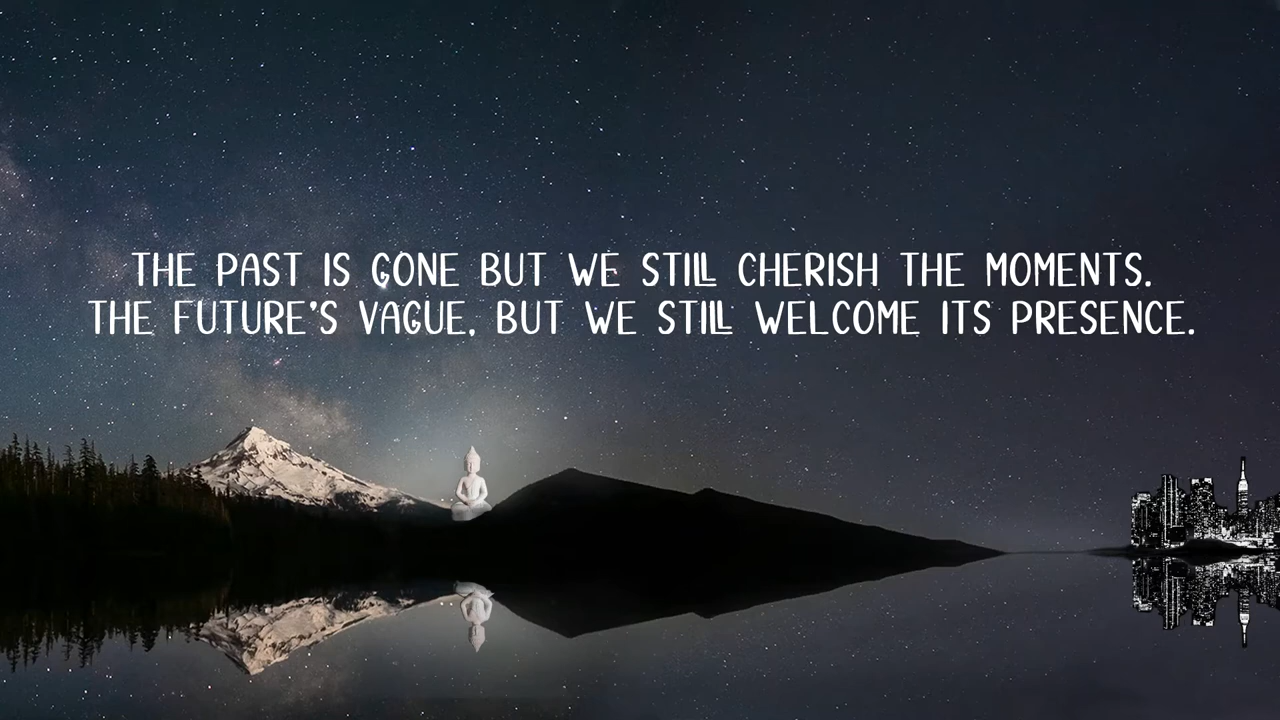 THE PAST IS GONE BUT WE STILL CHERISH THE MOMENTS.
THE FUTURE'S VAGUE, BUT WE STILL WELCOME ITS PRESENCE.